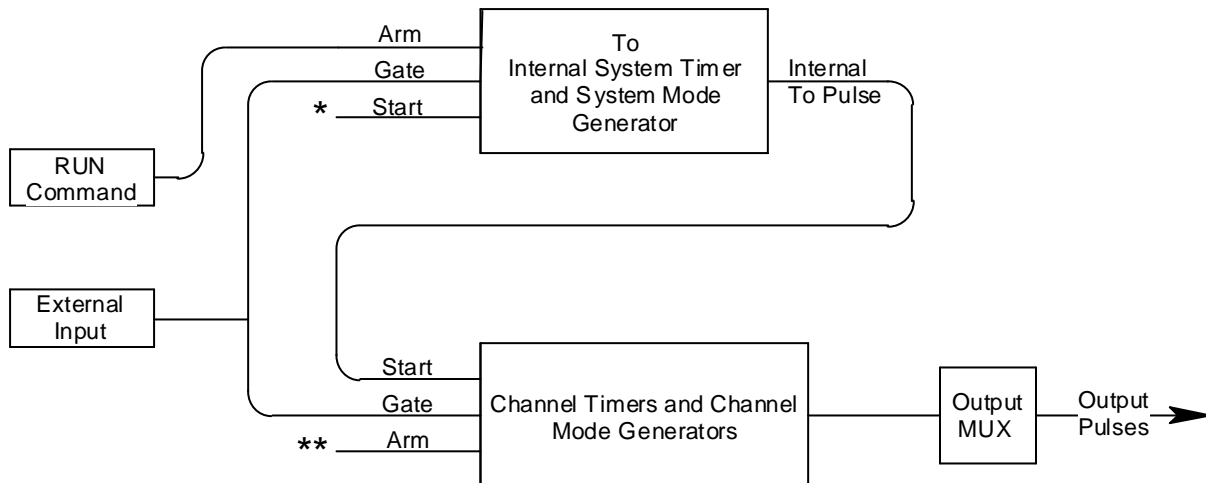 Arm
Gate
* Start
To
Internal System Timer
and System Mode
Generator
Internal
To Pulse
RUN
Command
External
Input
Start
Gate
** Arm
Channel Timers and Channel
Mode Generators
Output
MUX
Output
Pulses